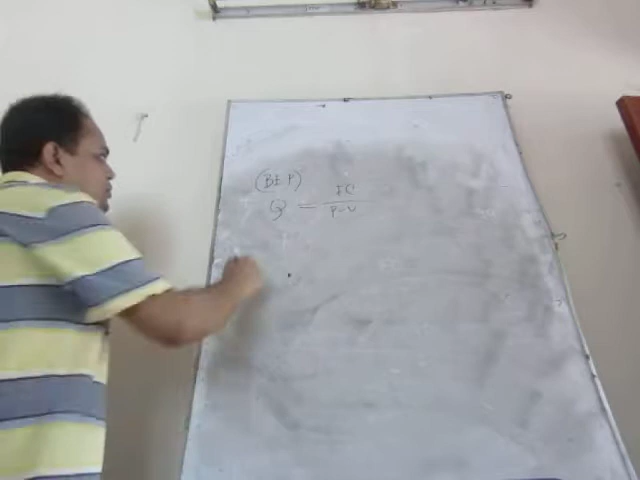 (BEP)
Q = FC / P-V